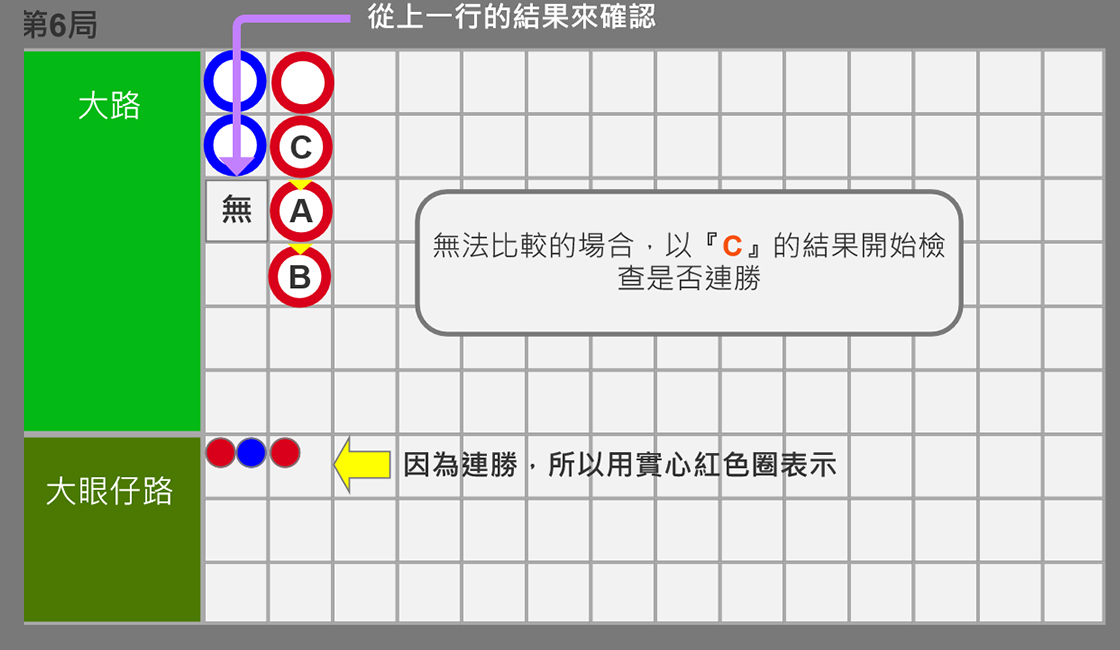 第6局
從上一行的結果來確認
大路
C
無
A
B
無法比較的場合，以『C』的結果開始檢
查是否連勝
大眼仔路
因為連勝，所以用實心紅色圈表示